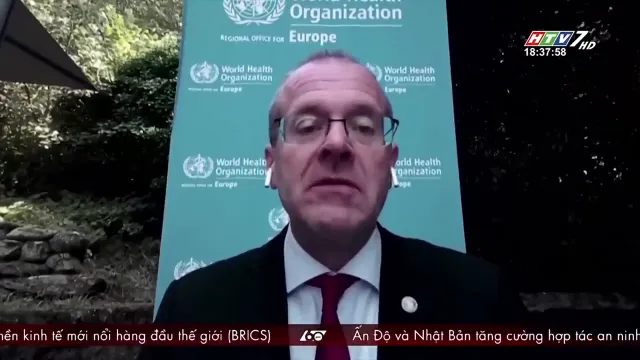 World Health
Organization
REGIONAL OFFICE FOR Europe
HTV7 HD
18:37:58
World Health
Organization
Europe
World Health
Organization
Europe
World Health
Organization
Europe
World Health
Organization
Europe
nền kinh tế mới nổi hàng đầu thế giới (BRICS) 60 Ấn Độ và Nhật Bản tăng cường hợp tác an ninh